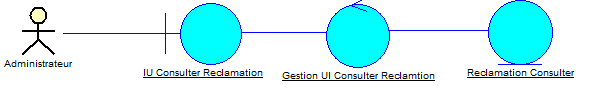 Administrateur
IU Consulter Reclamation
Gestion UI Consulter Reclamtion
Reclamation Consulter